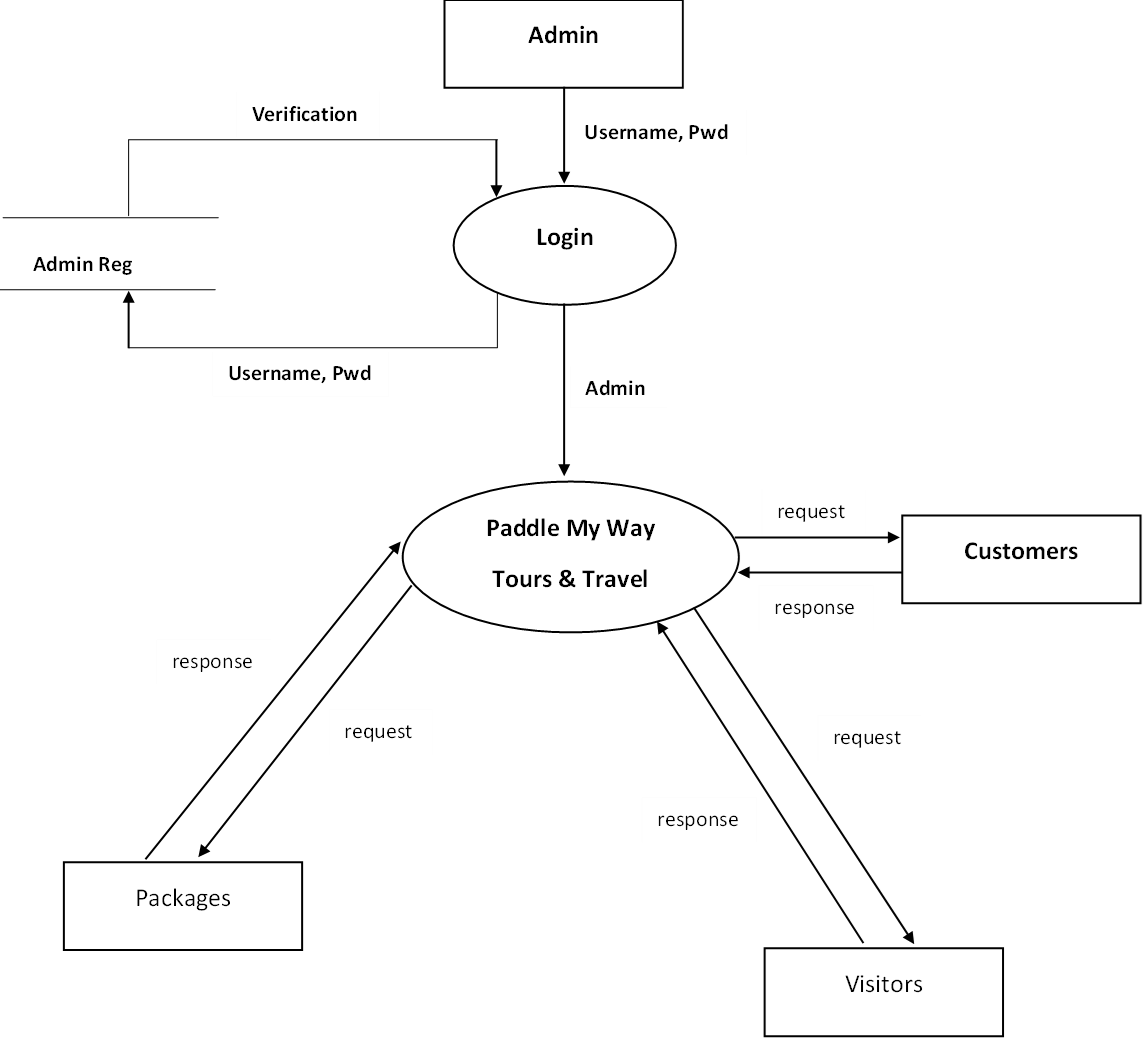 Admin
Verification
Username, Pwd
Login
Admin Reg
Username, Pwd
Admin
Paddle My Way
Tours & Travel
request
Customers
response
response
request
request
response
Packages
Visitors